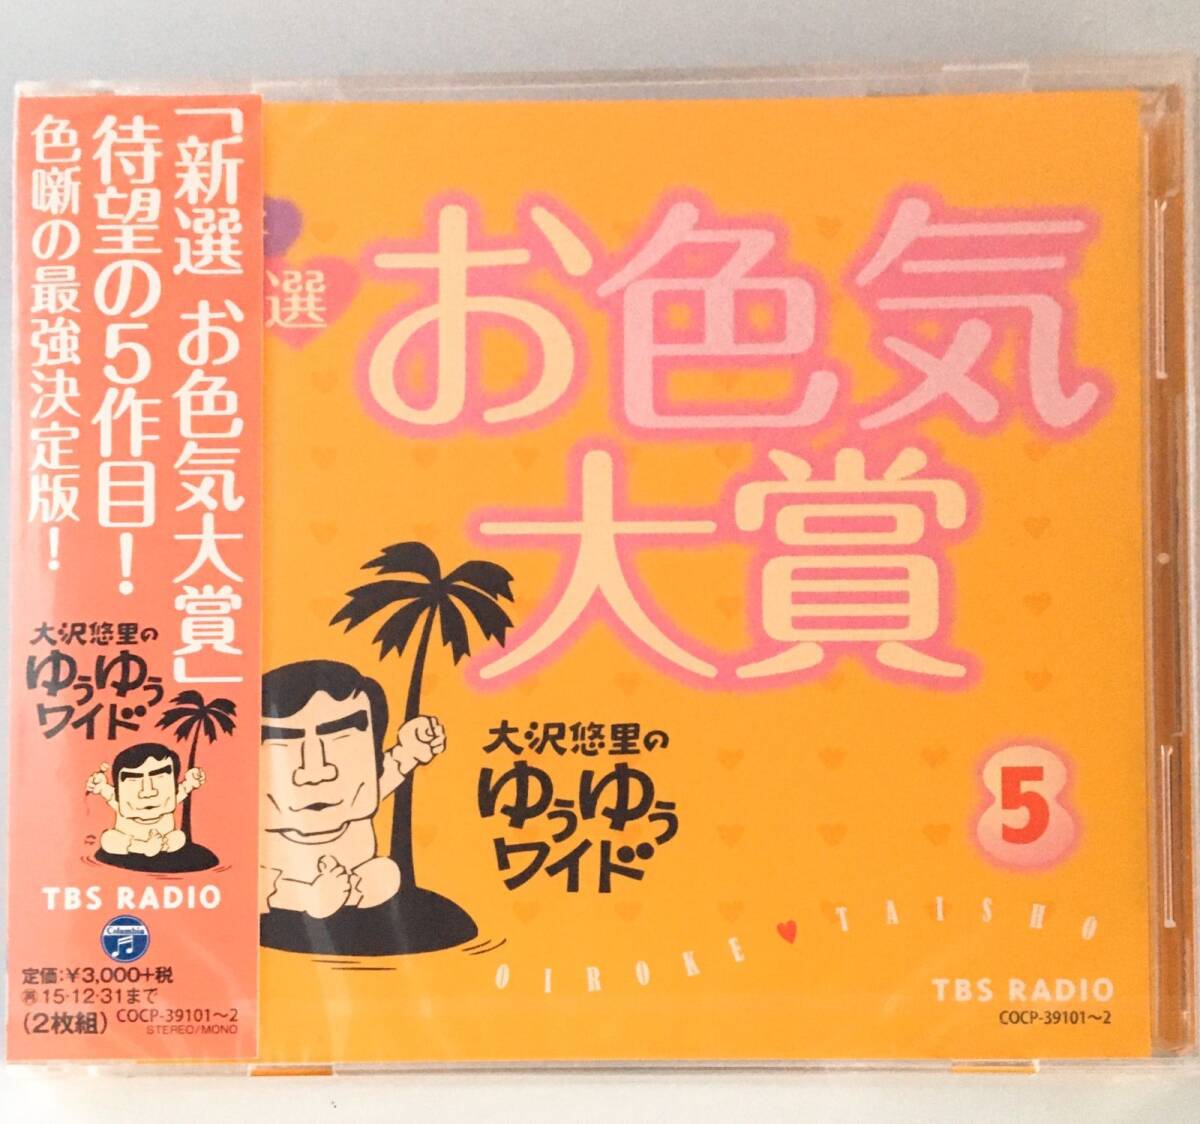 「新選 お色気大賞」
待望の5作目!
色噺の最強決定版!
大沢悠里の
ゆうゆう
ワイド
TBS RADIO
Columbia
定価:¥3,000+税
15・12・31まで
(2枚組)
COCP-39101〜2
STEREO/MONO
選
お色気
大賞
大沢悠里の
ゆうゆう
ワイド
5
OIROKE♥TAISHO
TBS RADIO
COCP-39101〜2